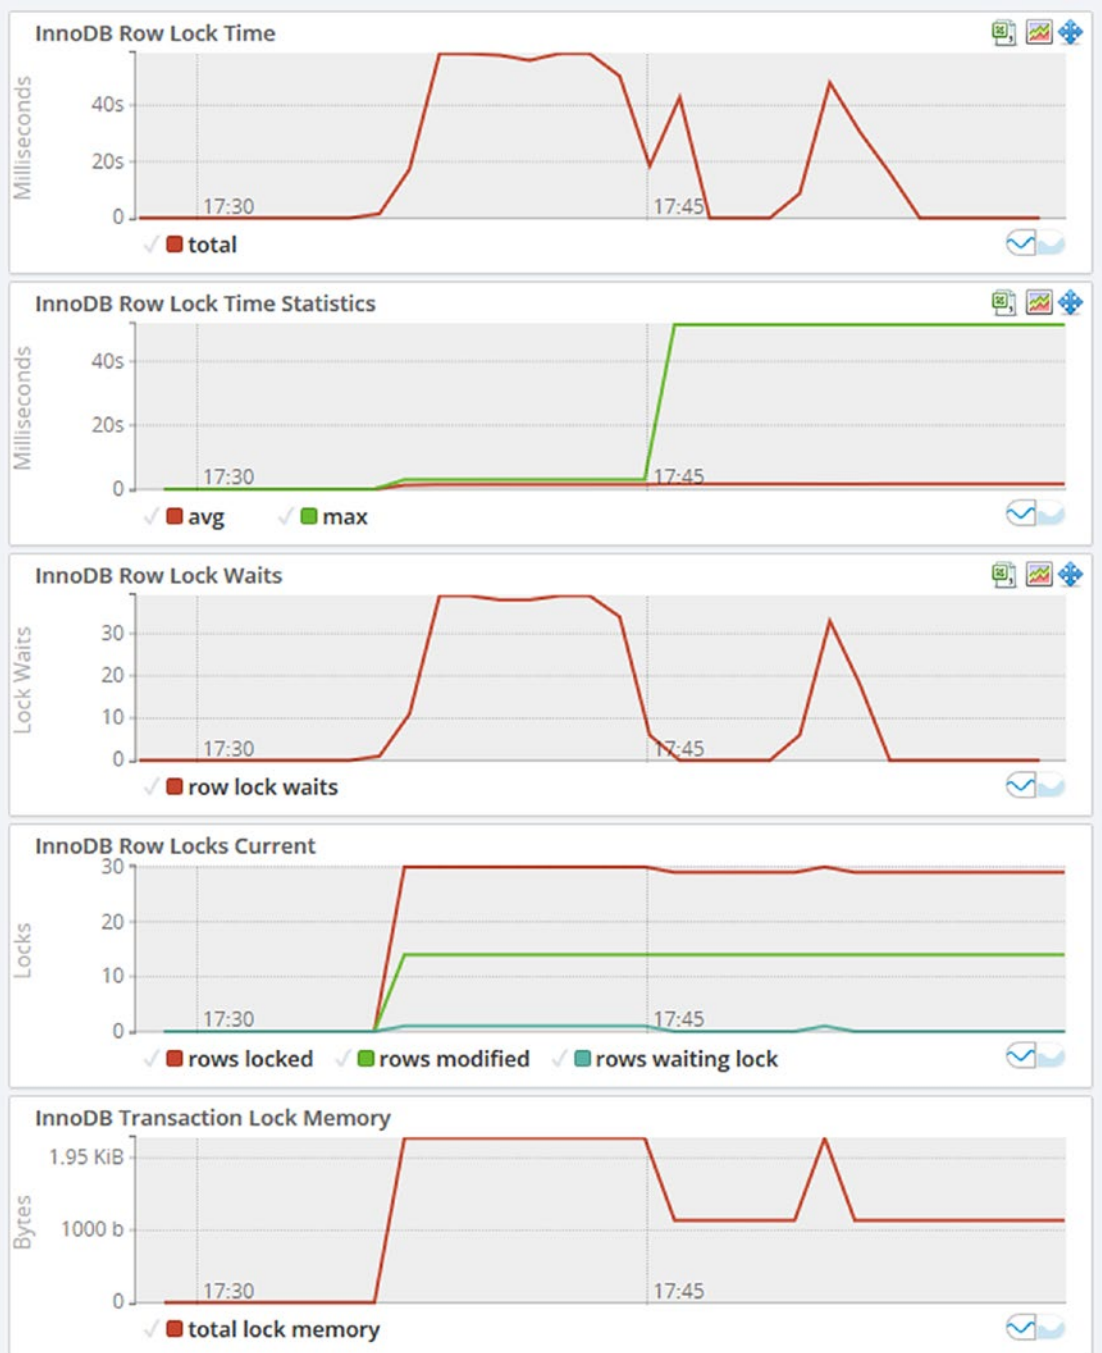 InnoDB Row Lock Time
Milliseconds
40s
20s
0
17:30
17:45
total
InnoDB Row Lock Time Statistics
Milliseconds
40s
20s
0
17:30
17:45
avg max
InnoDB Row Lock Waits
Lock Waits
30
20
10
0
17:30
17:45
row lock waits
InnoDB Row Locks Current
Locks
30
20
10
0
17:30
17:45
rows locked rows modified rows waiting lock
InnoDB Transaction Lock Memory
Bytes
1.95 KiB
1000 b
0
17:30
17:45
total lock memory